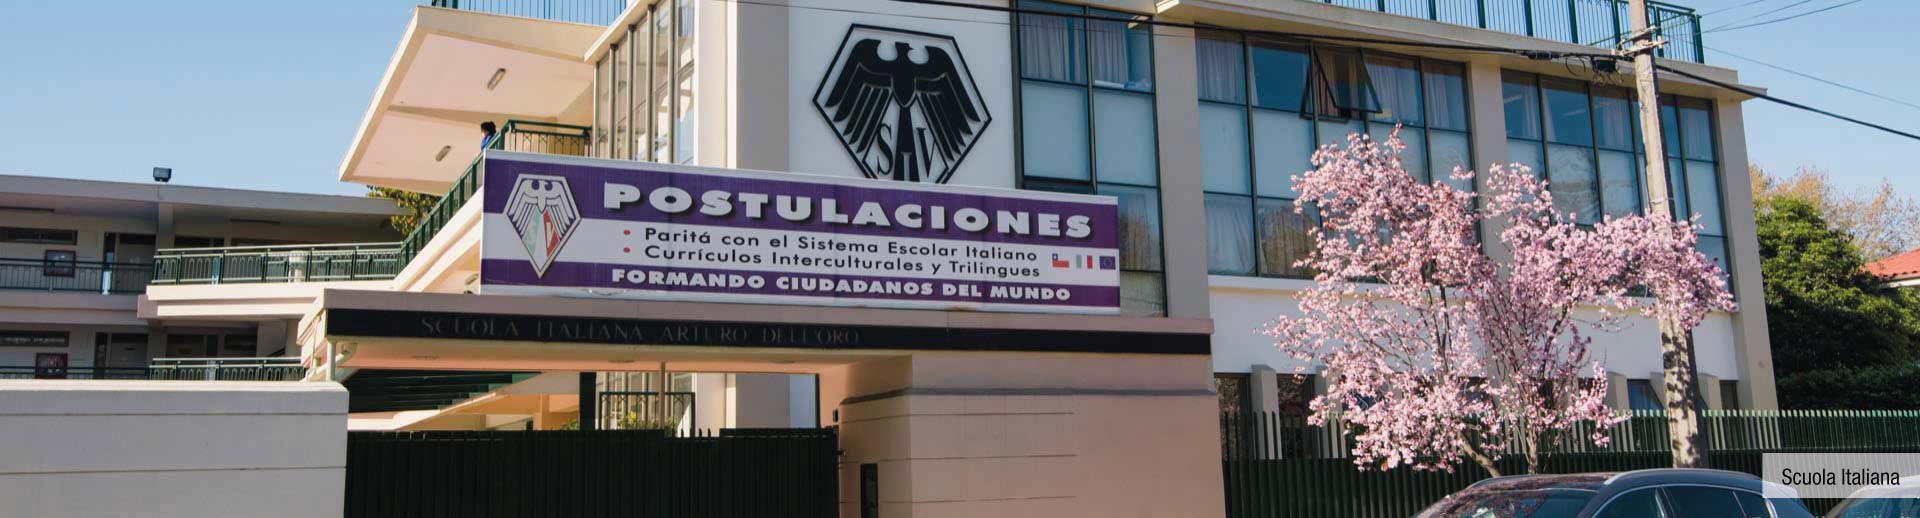 SIV
POSTULACIONES
• Paritá con el Sistema Escolar Italiano
• Currículos Interculturales y Trilingues
FORMANDO CIUDADANOS DEL MUNDO
SCUOLA ITALIANA ARTURO DELL'ORO
Scuola Italiana